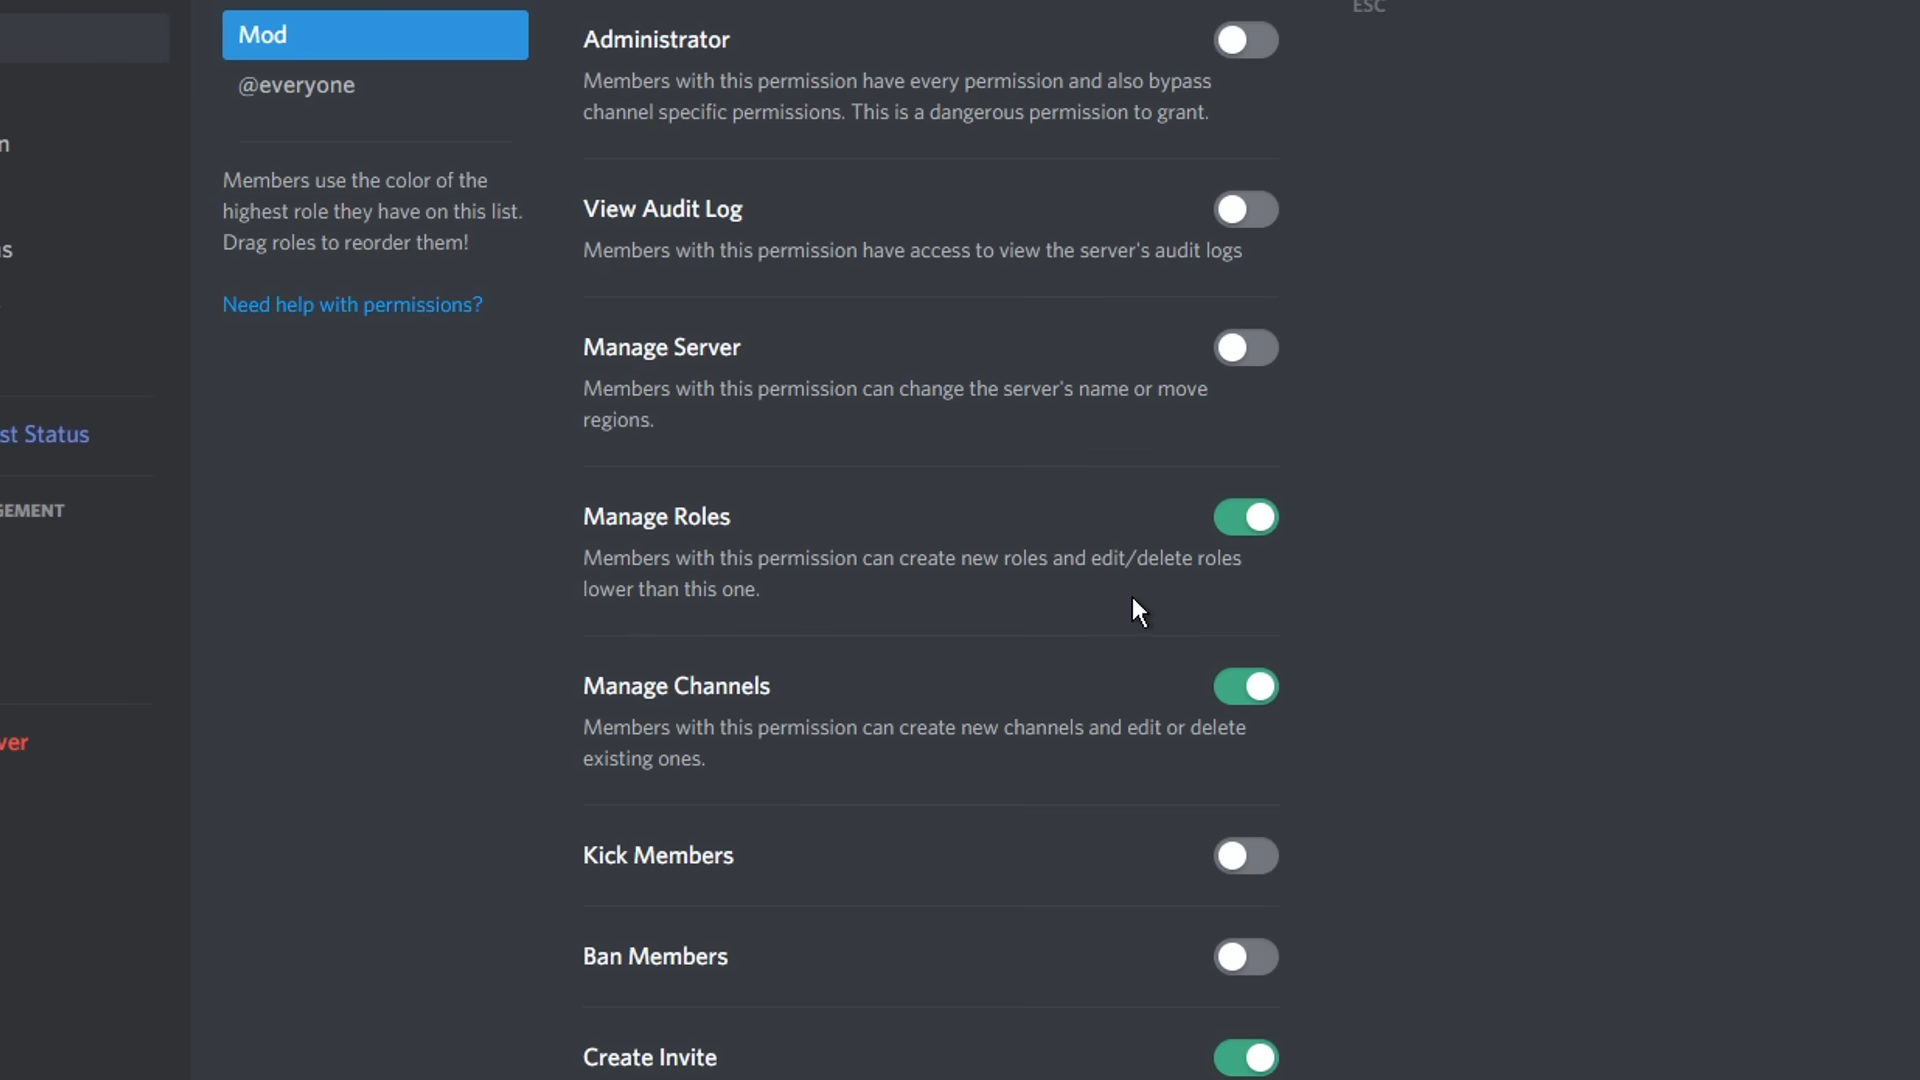 ESC
Mod
@everyone
n
Members use the color of the
highest role they have on this list.
Drag roles to reorder them!
Need help with permissions?
s
st Status
GEMENT
ver
Administrator
Members with this permission have every permission and also bypass
channel specific permissions. This is a dangerous permission to grant.
View Audit Log
Members with this permission have access to view the server's audit logs
Manage Server
Members with this permission can change the server's name or move
regions.
Manage Roles
Members with this permission can create new roles and edit/delete roles
lower than this one.
Manage Channels
Members with this permission can create new channels and edit or delete
existing ones.
Kick Members
Ban Members
Create Invite